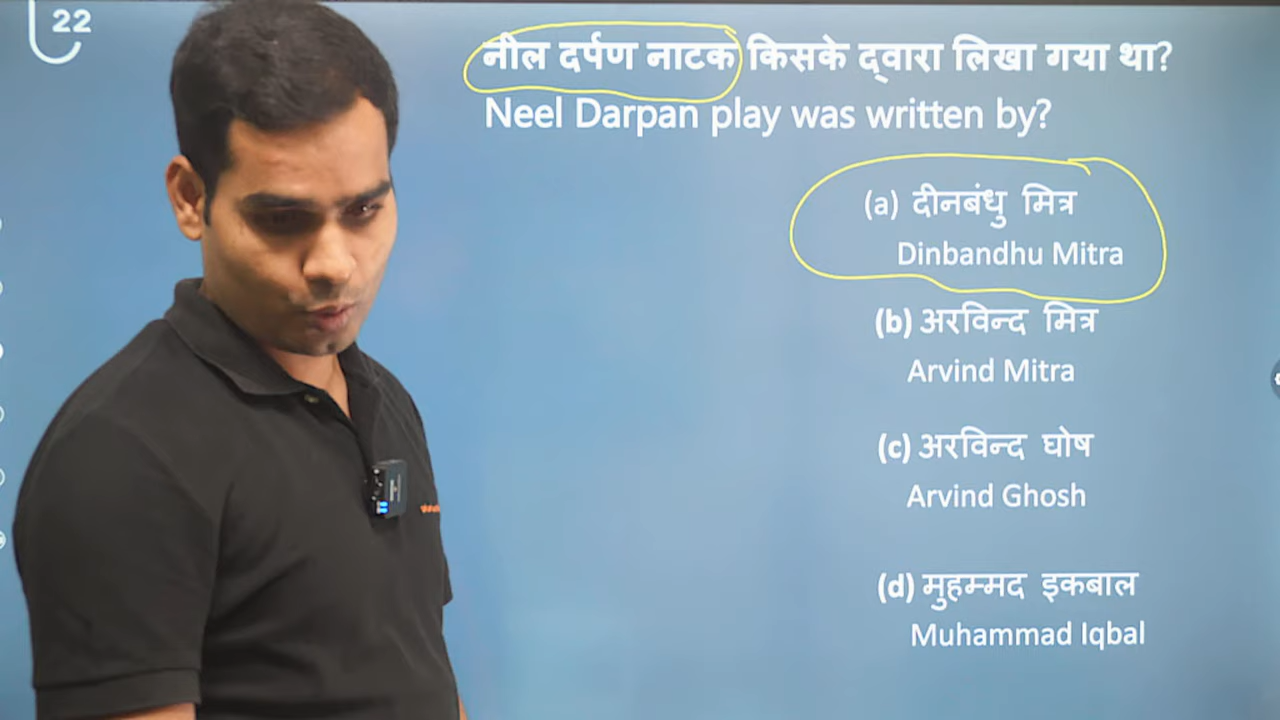 22
नील दर्पण नाटक किसके द्वारा लिखा गया था?
Neel Darpan play was written by?
(a) दीनबंधु मित्र
Dinbandhu Mitra
(b) अरविन्द मित्र
Arvind Mitra
(c) अरविन्द घोष
Arvind Ghosh
(d) मुहम्मद इकबाल
Muhammad Iqbal